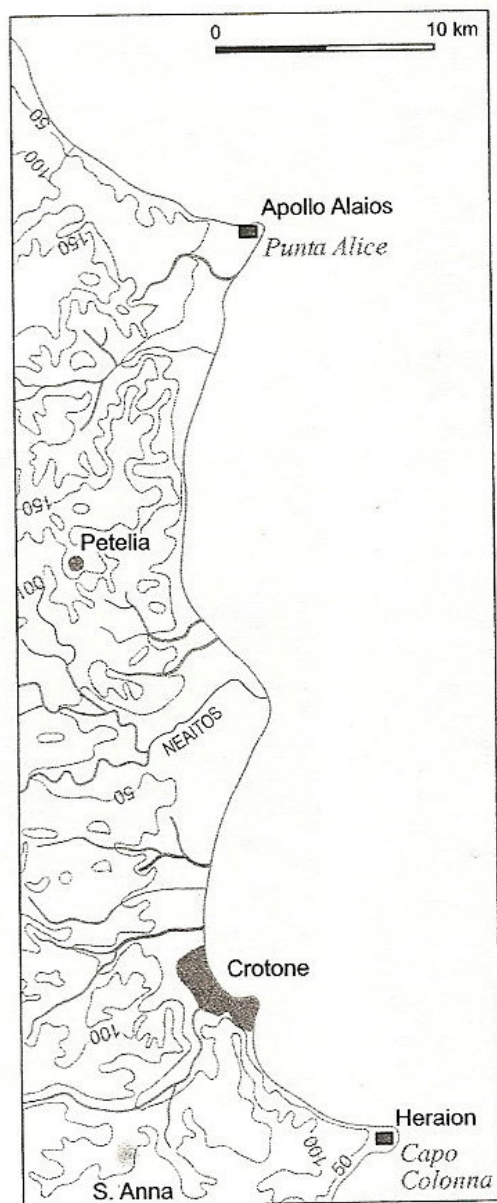 0 10 km
50
100
Apollo Alaios
Punta Alice
150
150
Petelia
100
NEAITOS
50
Crotone
100
Heraion
100
50
Capo
Colonna
S. Anna